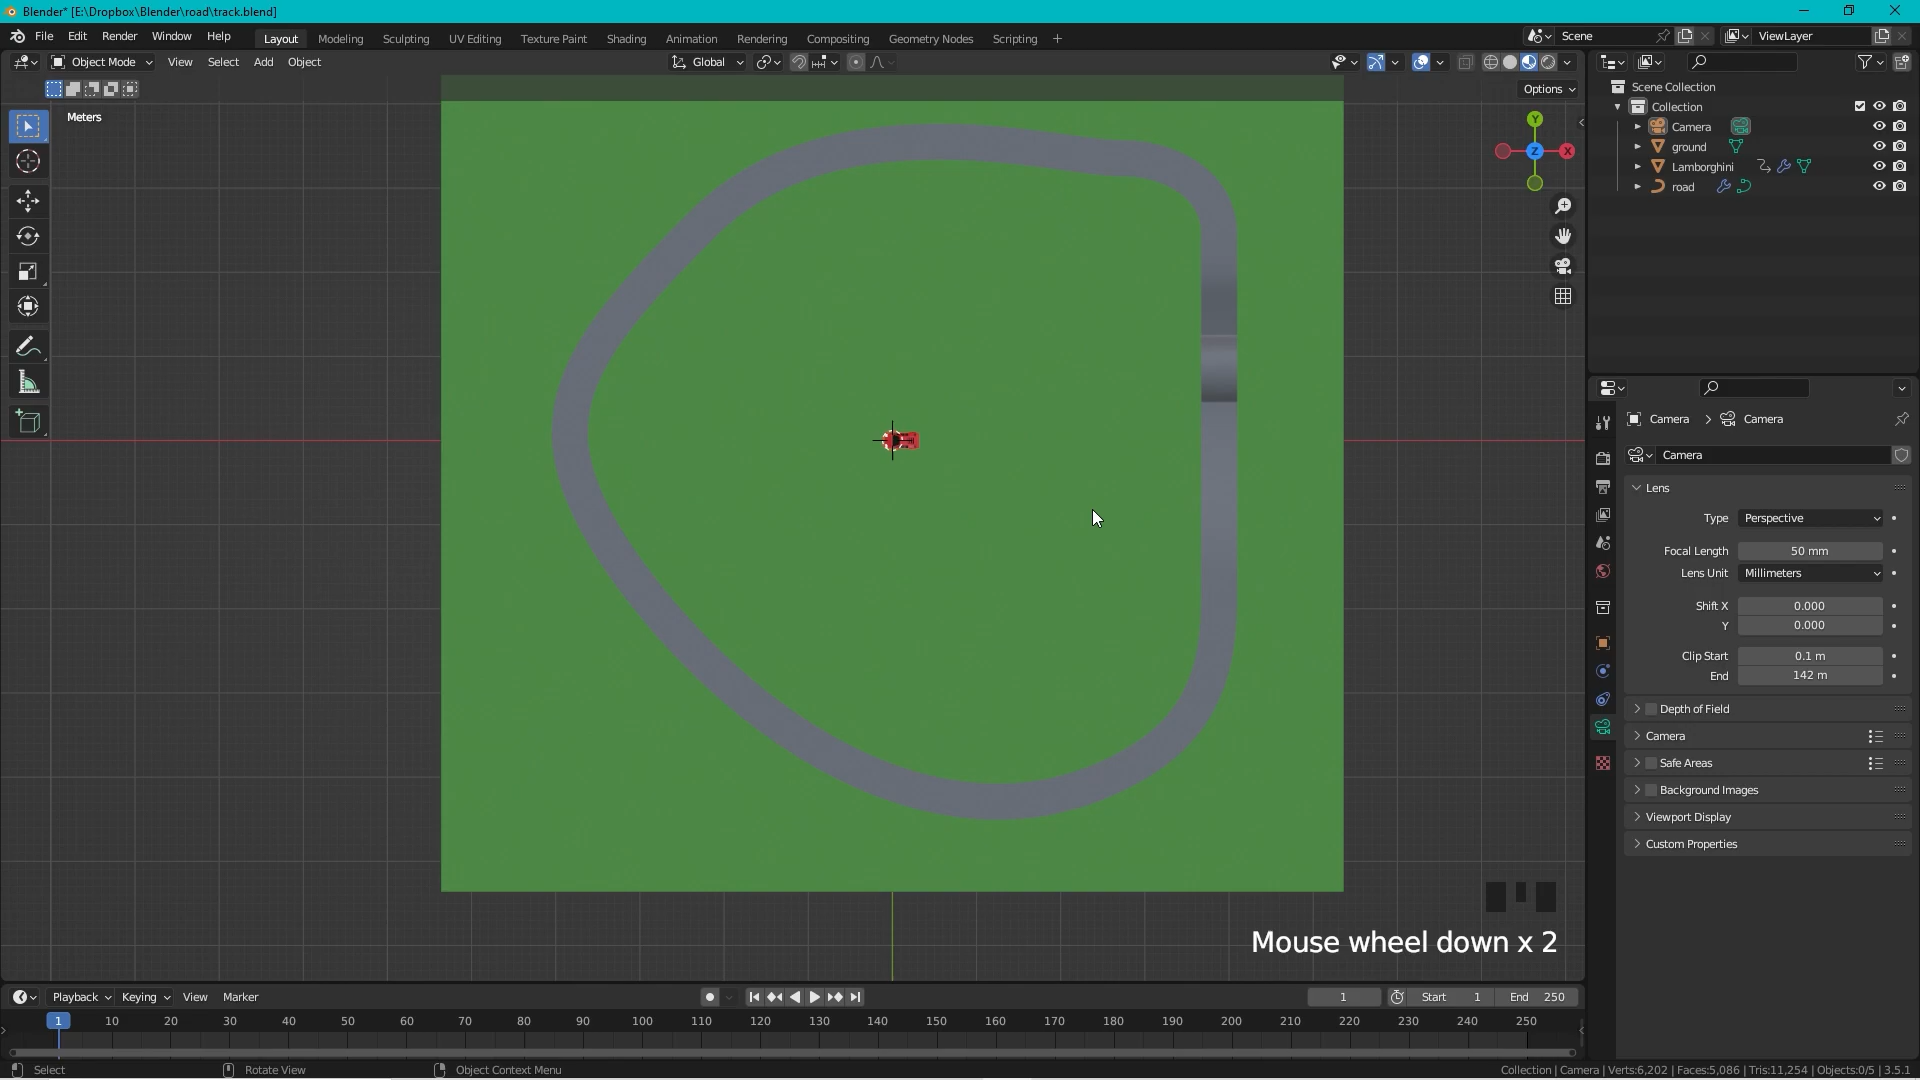 Blender* [E:\Dropbox\Blender\road\track.blend]
File Edit Render Window Help Layout Modeling Sculpting UV Editing Texture Paint Shading Animation Rendering Compositing Geometry Nodes Scripting + Scene ViewLayer
Object Mode View Select Add Object Global
Options
Meters
Scene Collection
Collection
Camera
ground
Lamborghini
road
Y
Z X
Camera > Camera
Camera
Lens
Type Perspective
Focal Length 50 mm
Lens Unit Millimeters
Shift X 0.000
Y 0.000
Clip Start 0.1 m
End 142 m
Depth of Field
Camera
Safe Areas
Background Images
Viewport Display
Custom Properties
Mouse wheel down x 2
Playback Keying View Marker 1 Start 1 End 250
1 10 20 30 40 50 60 70 80 90 100 110 120 130 140 150 160 170 180 190 200 210 220 230 240 250
Select Rotate View Object Context Menu Collection | Camera | Verts:6,202 | Faces:5,086 | Tris:11,254 | Objects:0/5 | 3.5.1